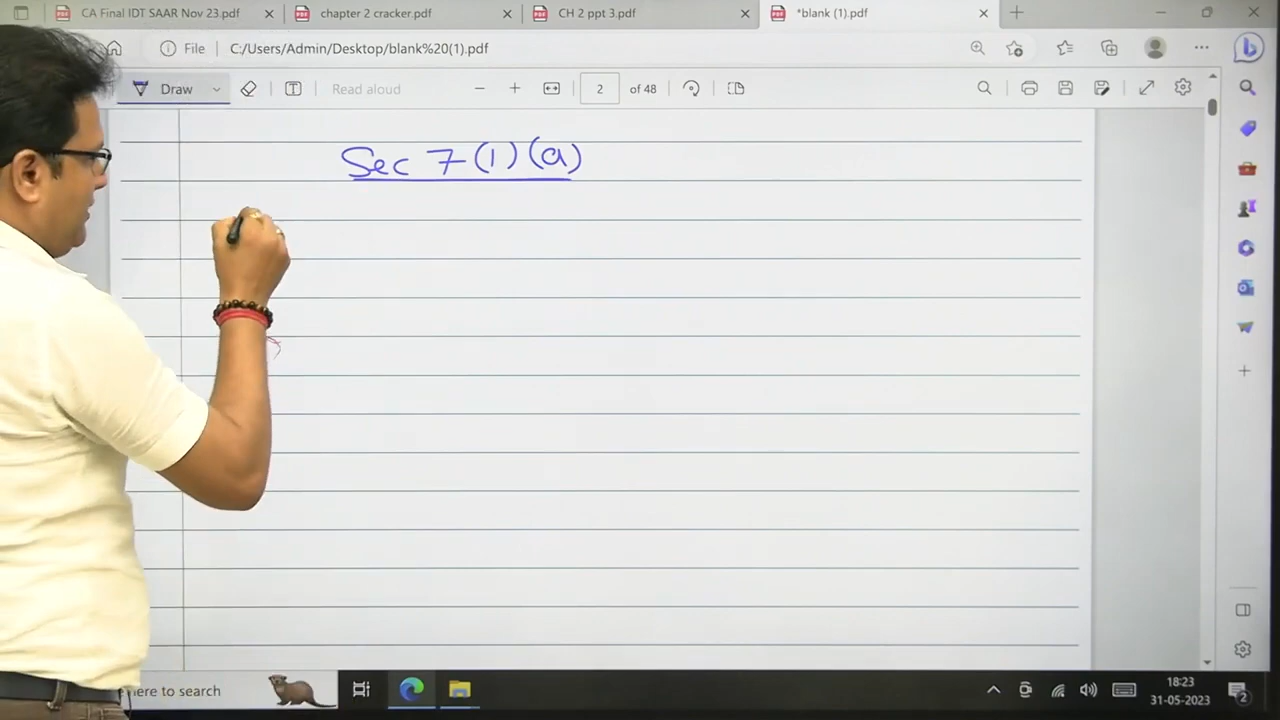 CA Final IDT SAAR Nov 23.pdf
chapter 2 cracker.pdf
CH 2 ppt 3.pdf
*blank (1).pdf
File
C:/Users/Admin/Desktop/blank%20(1).pdf
Draw
Read aloud
2
of 48
Sec 7(1)(a)
here to search
18:23
31-05-2023
2